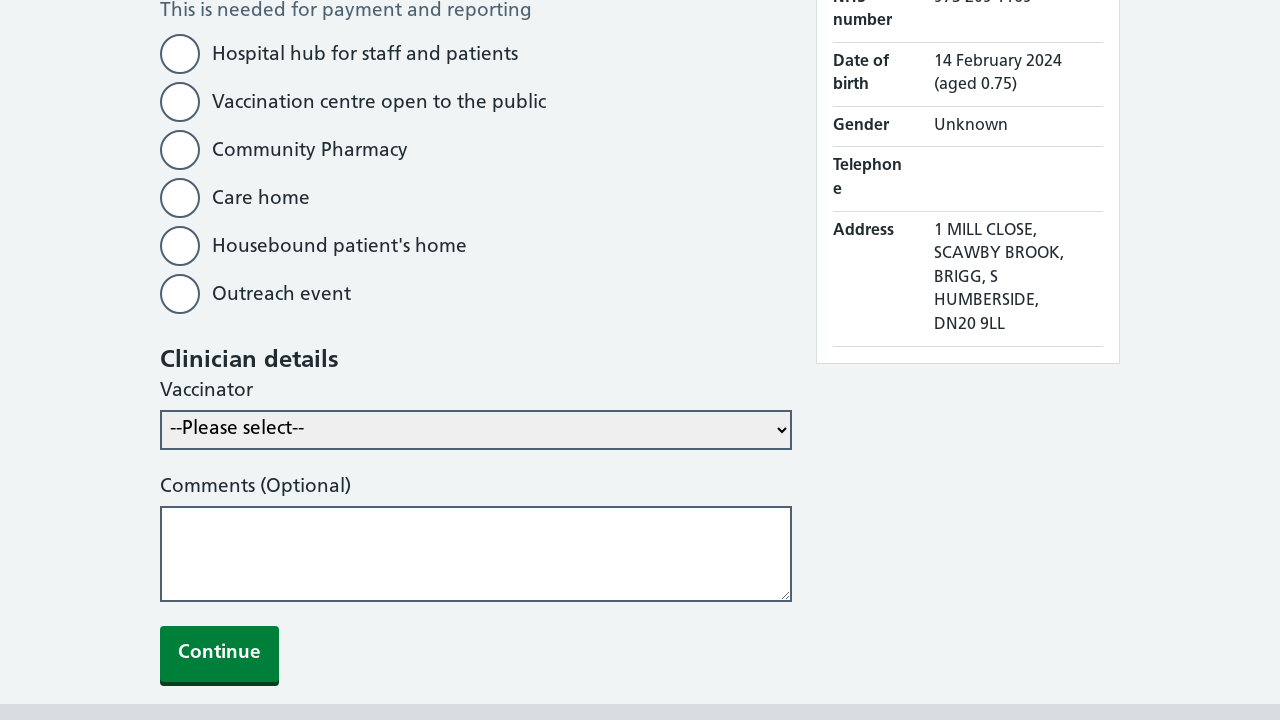 This is needed for payment and reporting
Hospital hub for staff and patients
Vaccination centre open to the public
Community Pharmacy
Care home
Housebound patient's home
Outreach event
Clinician details
Vaccinator
--Please select--
Comments (Optional)
Continue
number
Date of
birth
14 February 2024
(aged 0.75)
Gender
Unknown
Telephon
e
Address
1 MILL CLOSE,
SCAWBY BROOK,
BRIGG, S
HUMBERSIDE,
DN20 9LL